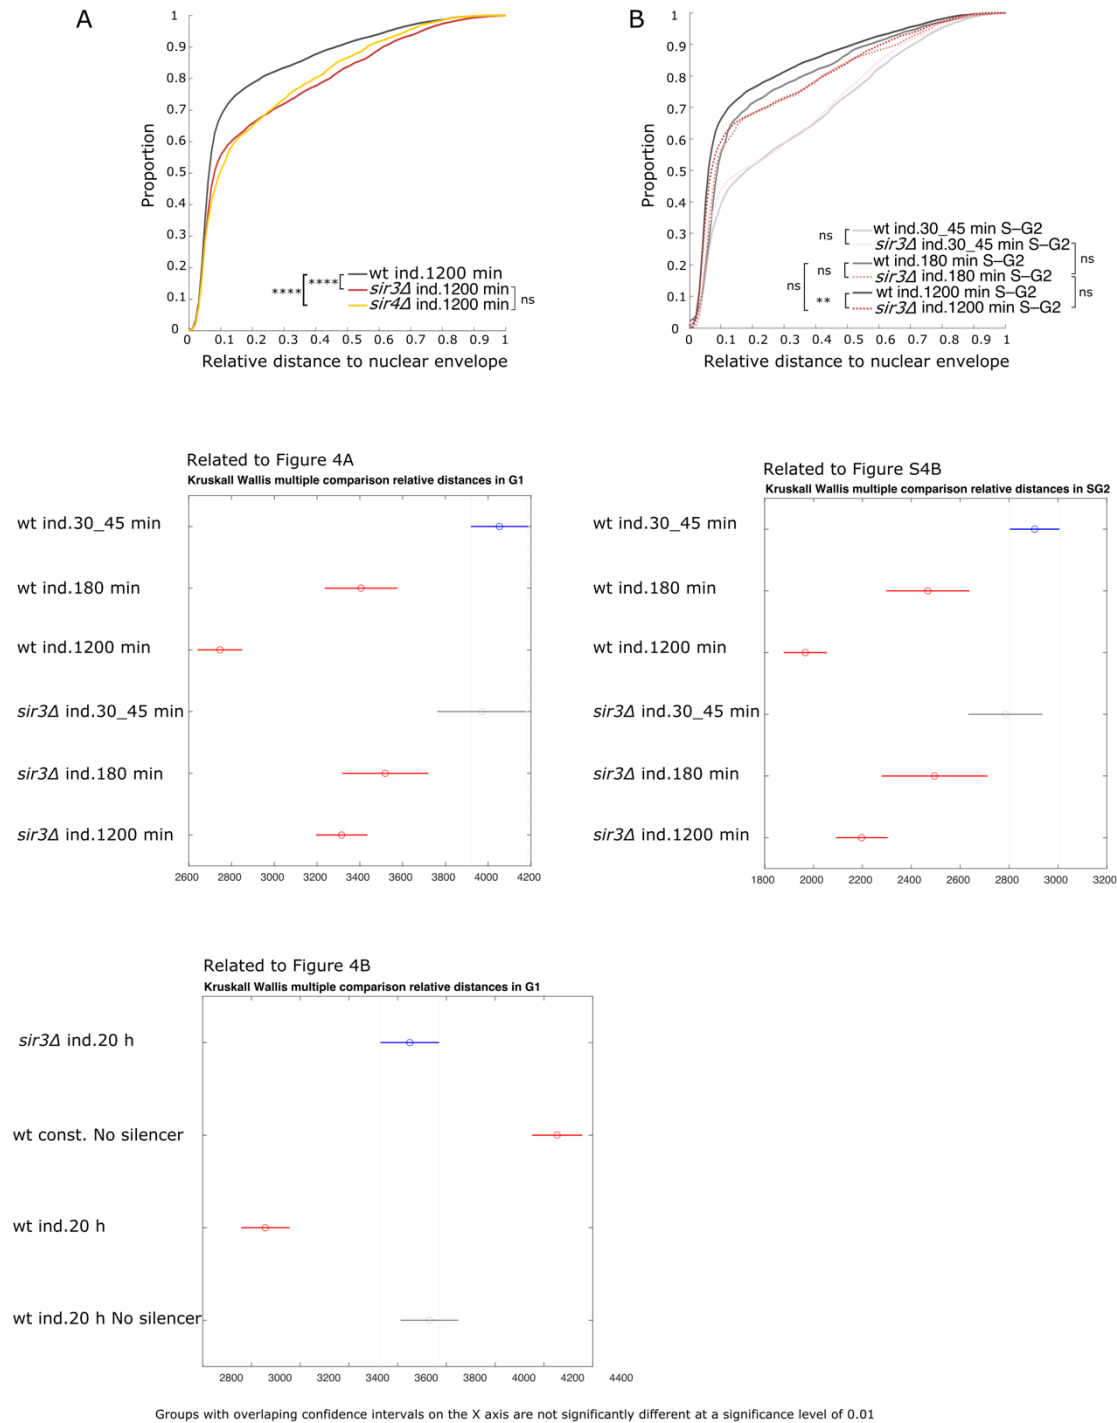 A
1
0.9
0.8
0.7
0.6
0.5
0.4
0.3
0.2
0.1
0
Proportion
wt ind.1200 min
sir3Δ ind.1200 min
sir4Δ ind.1200 min
****
****
ns
0 0.1 0.2 0.3 0.4 0.5 0.6 0.7 0.8 0.9 1
Relative distance to nuclear envelope
B
1
0.9
0.8
0.7
0.6
0.5
0.4
0.3
0.2
0.1
0
Proportion
wt ind.30_45 min S–G2
sir3Δ ind.30_45 min S–G2
wt ind.180 min S–G2
sir3Δ ind.180 min S–G2
wt ind.1200 min S–G2
sir3Δ ind.1200 min S–G2
ns
ns
ns
**
ns
ns
0 0.1 0.2 0.3 0.4 0.5 0.6 0.7 0.8 0.9 1
Relative distance to nuclear envelope
Related to Figure 4A
Kruskall Wallis multiple comparison relative distances in G1
wt ind.30_45 min
wt ind.180 min
wt ind.1200 min
sir3Δ ind.30_45 min
sir3Δ ind.180 min
sir3Δ ind.1200 min
2600 2800 3000 3200 3400 3600 3800 4000 4200
Related to Figure S4B
Kruskall Wallis multiple comparison relative distances in SG2
wt ind.30_45 min
wt ind.180 min
wt ind.1200 min
sir3Δ ind.30_45 min
sir3Δ ind.180 min
sir3Δ ind.1200 min
1800 2000 2200 2400 2600 2800 3000 3200
Related to Figure 4B
Kruskall Wallis multiple comparison relative distances in G1
sir3Δ ind.20 h
wt const. No silencer
wt ind.20 h
wt ind.20 h No silencer
2800 3000 3200 3400 3600 3800 4000 4200 4400
Groups with overlaping confidence intervals on the X axis are not significantly different at a significance level of 0.01